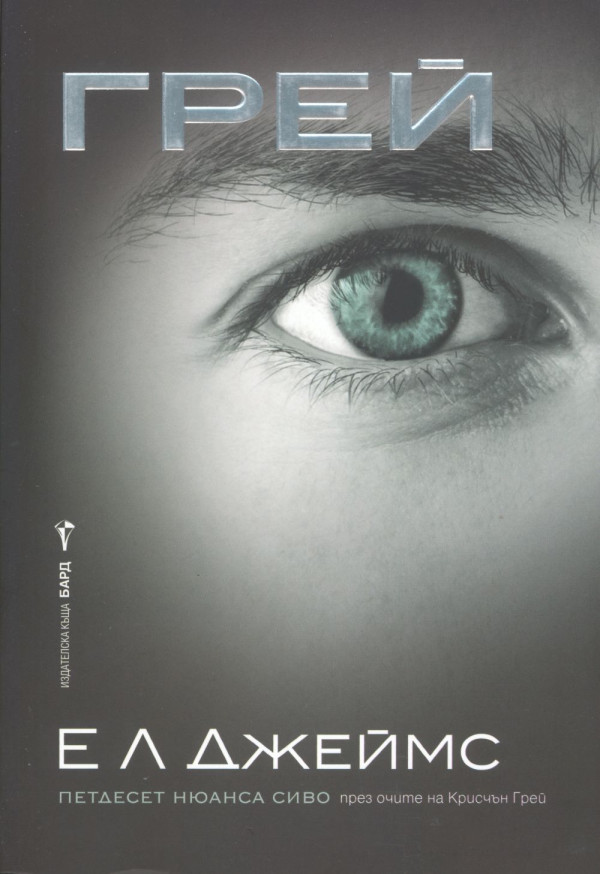 ГРЕЙ
ИЗДАТЕЛСКА КЪЩА БАРД
Е Л ДЖЕЙМС
ПЕТДЕСЕТ НЮАНСА СИВО през очите на Крисчън Грей